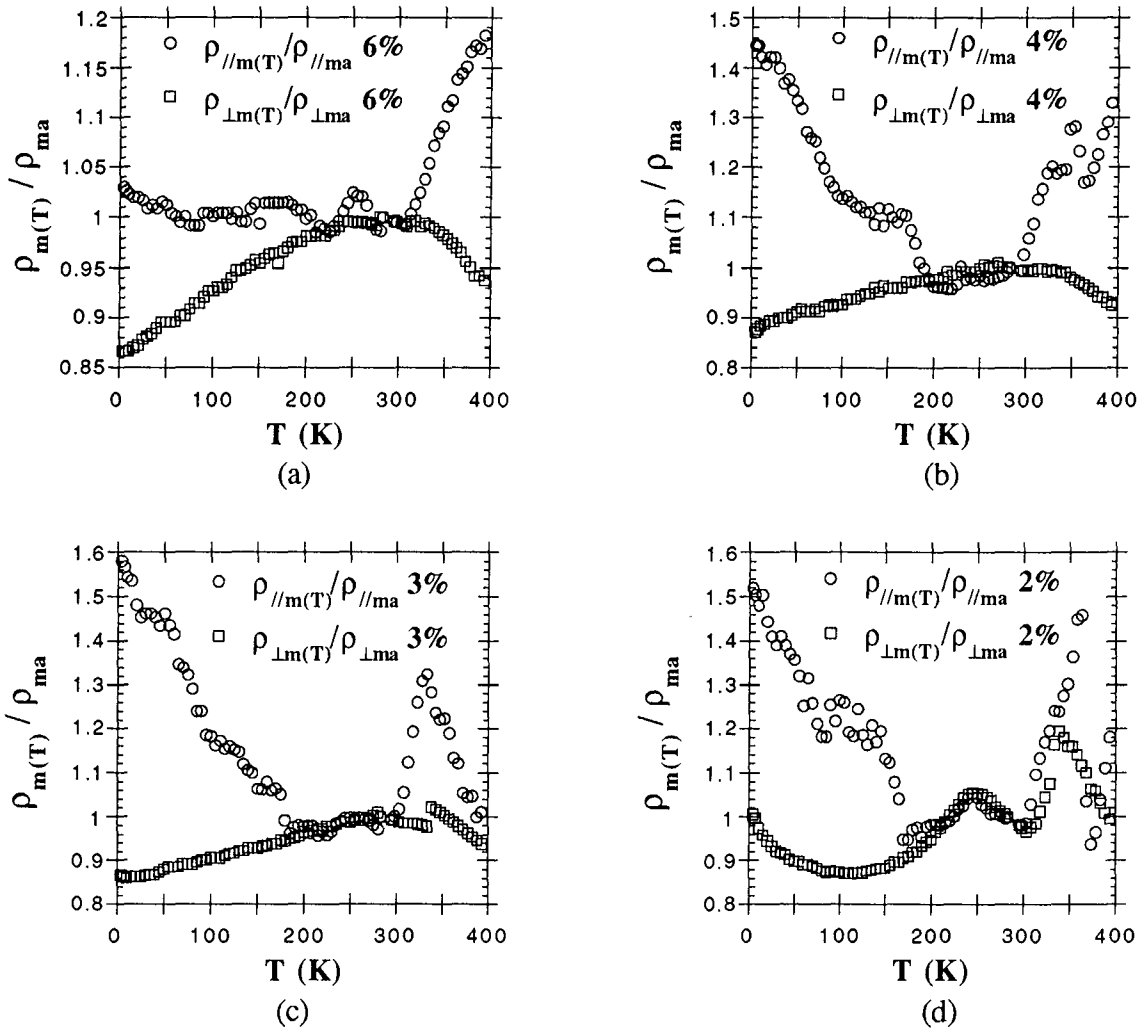 1.2
1.15
1.1
1.05
1
0.95
0.9
0.85
ρm(T) / ρma
ρ//m(T)/ρ//ma 6%
ρ⊥m(T)/ρ⊥ma 6%
0 100 200 300 400
T (K)
(a)
1.5
1.4
1.3
1.2
1.1
1
0.9
0.8
ρm(T) / ρma
ρ//m(T)/ρ//ma 4%
ρ⊥m(T)/ρ⊥ma 4%
0 100 200 300 400
T (K)
(b)
1.6
1.5
1.4
1.3
1.2
1.1
1
0.9
0.8
ρm(T) / ρma
ρ//m(T)/ρ//ma 3%
ρ⊥m(T)/ρ⊥ma 3%
0 100 200 300 400
T (K)
(c)
1.6
1.5
1.4
1.3
1.2
1.1
1
0.9
0.8
ρm(T) / ρma
ρ//m(T)/ρ//ma 2%
ρ⊥m(T)/ρ⊥ma 2%
0 100 200 300 400
T (K)
(d)